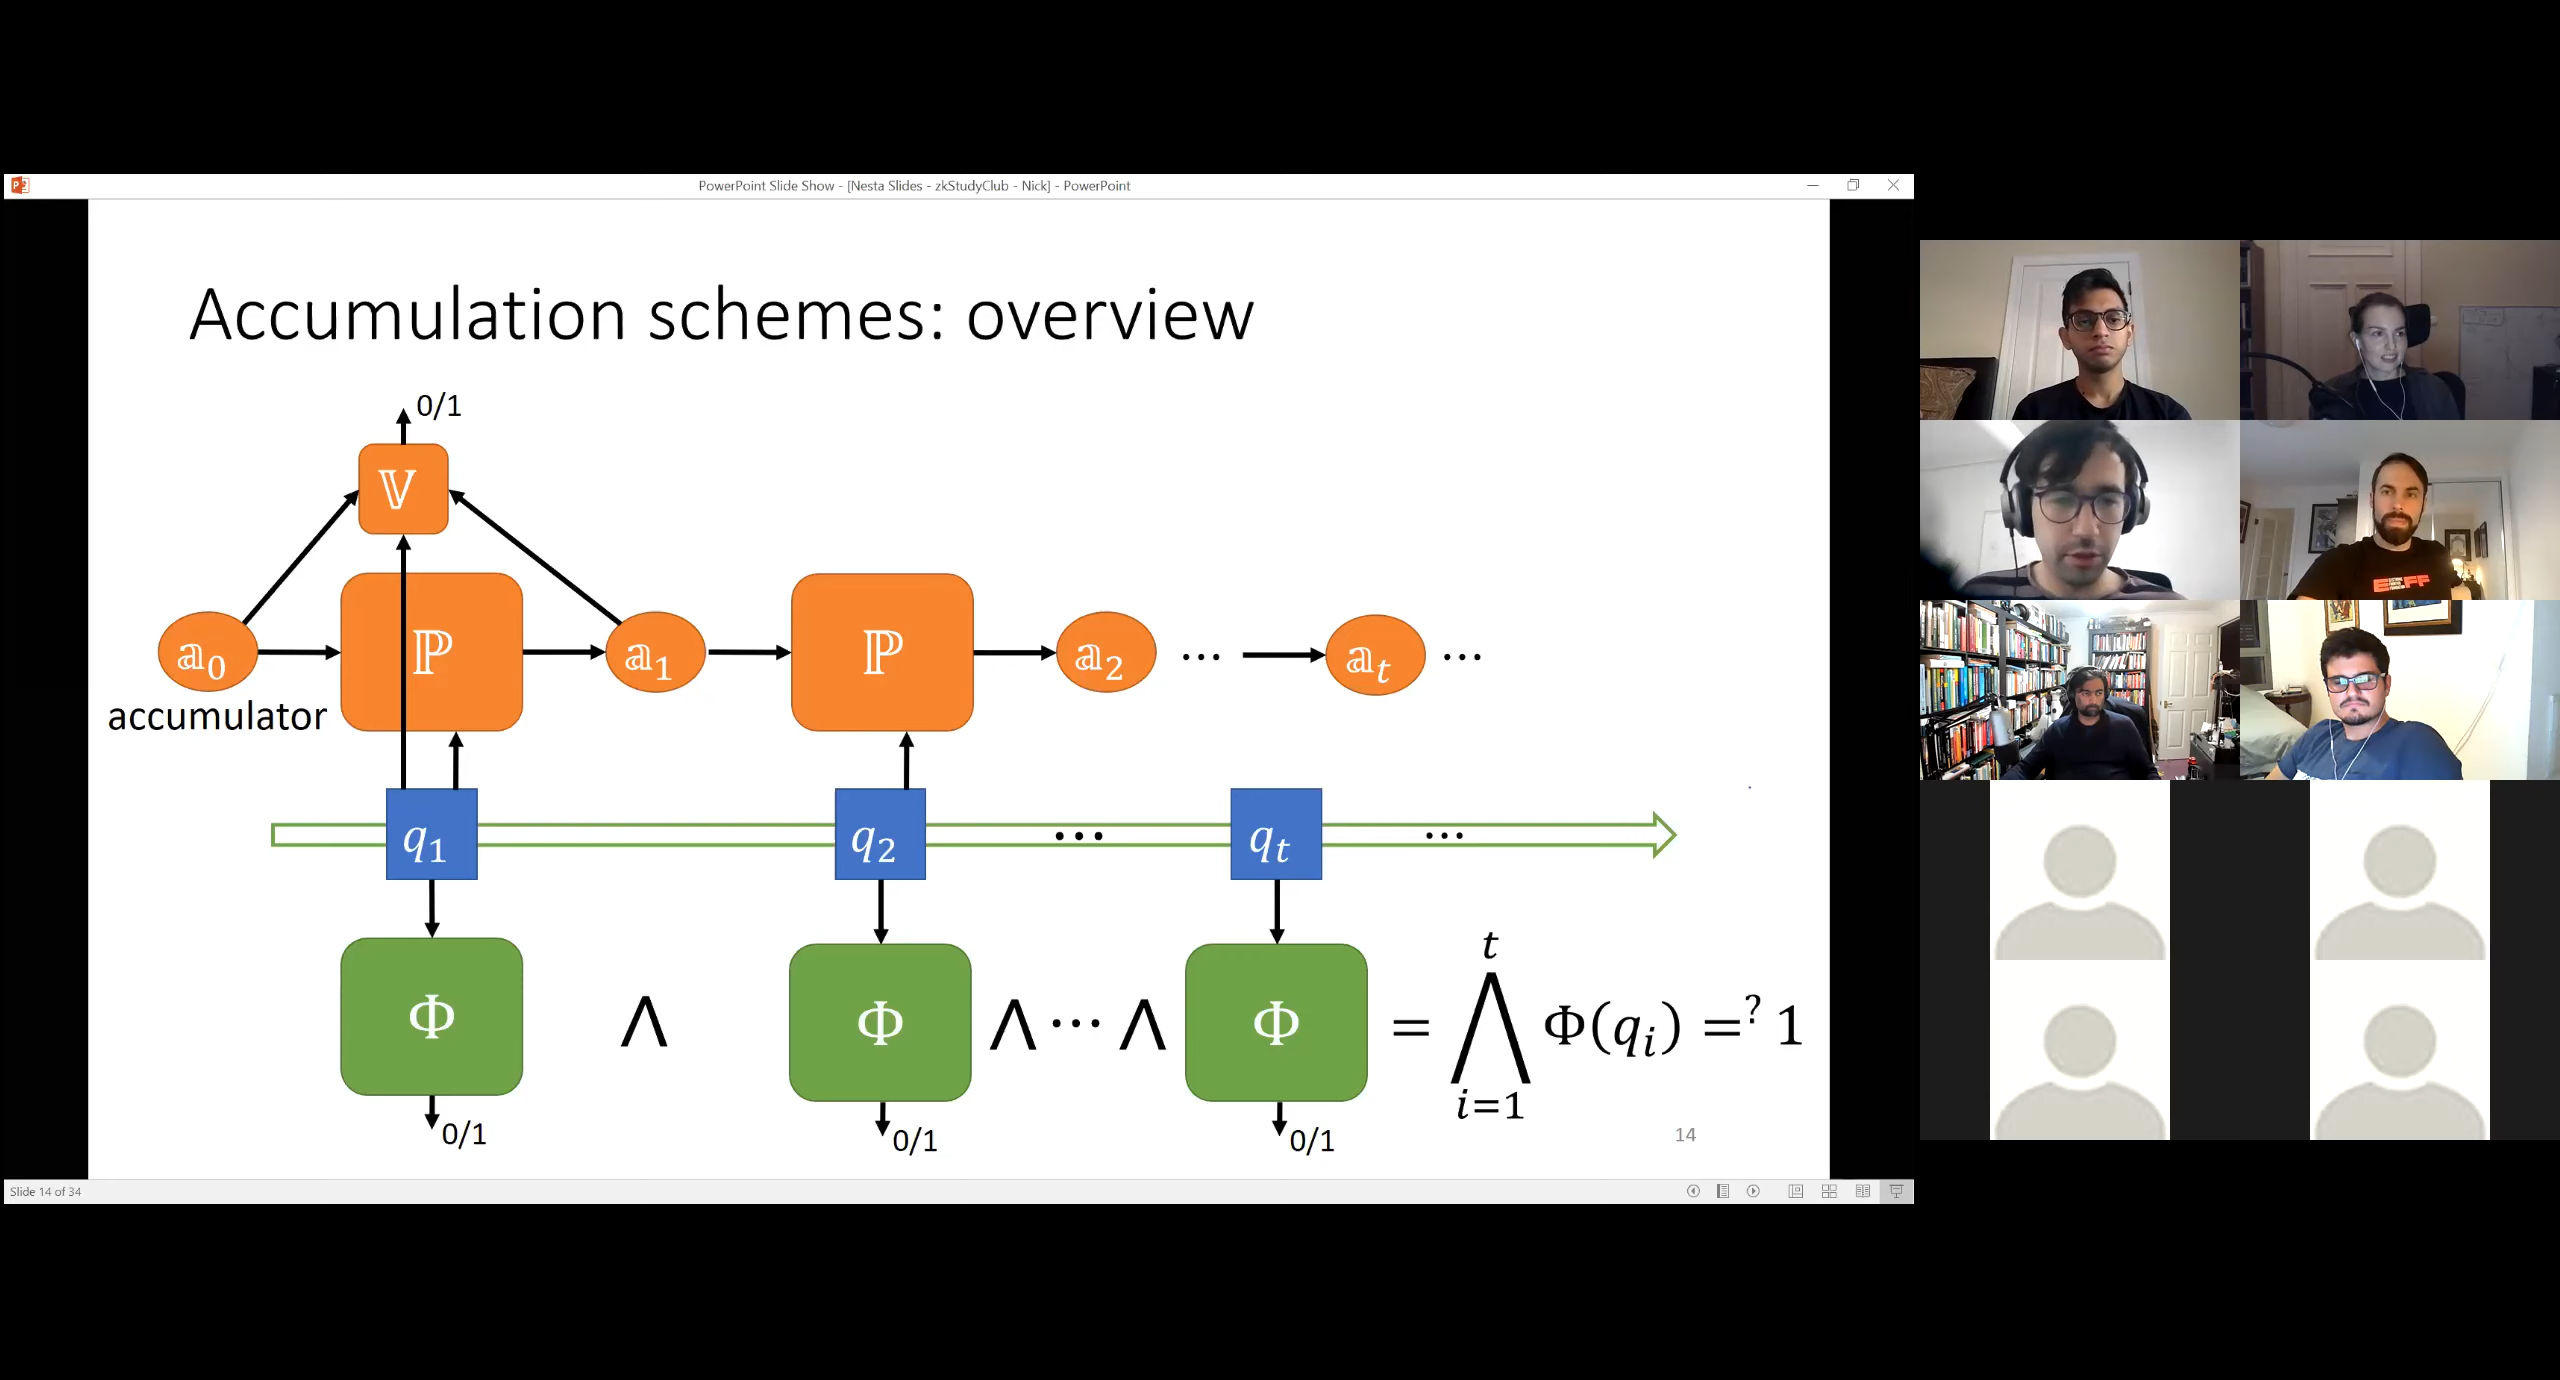 PowerPoint Slide Show - [Nesta Slides - zkStudyClub - Nick] - PowerPoint
Accumulation schemes: overview
0/1
𝕍
𝕒₀ ℙ 𝕒₁ ℙ 𝕒₂ ⋯ 𝕒ₜ ⋯
accumulator
q₁ q₂ ⋯ qₜ ⋯
Φ ∧ Φ ∧ ⋯ ∧ Φ = ⋀ᵗᵢ₌₁ Φ(qᵢ) =? 1
0/1 0/1 0/1
14
Slide 14 of 34